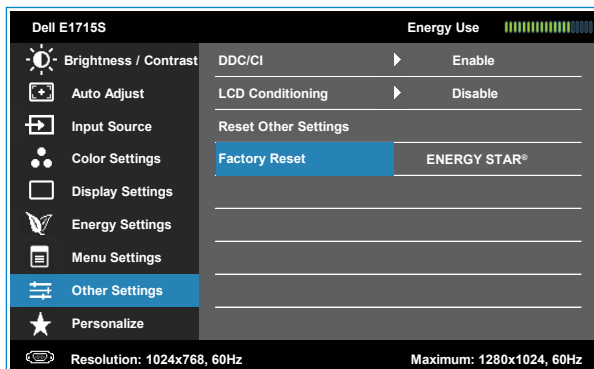 Dell E1715S Energy Use
Brightness / Contrast DDC/CI Enable
Auto Adjust LCD Conditioning Disable
Input Source Reset Other Settings
Color Settings Factory Reset ENERGY STAR®
Display Settings
Energy Settings
Menu Settings
Other Settings
Personalize
Resolution: 1024x768, 60Hz Maximum: 1280x1024, 60Hz